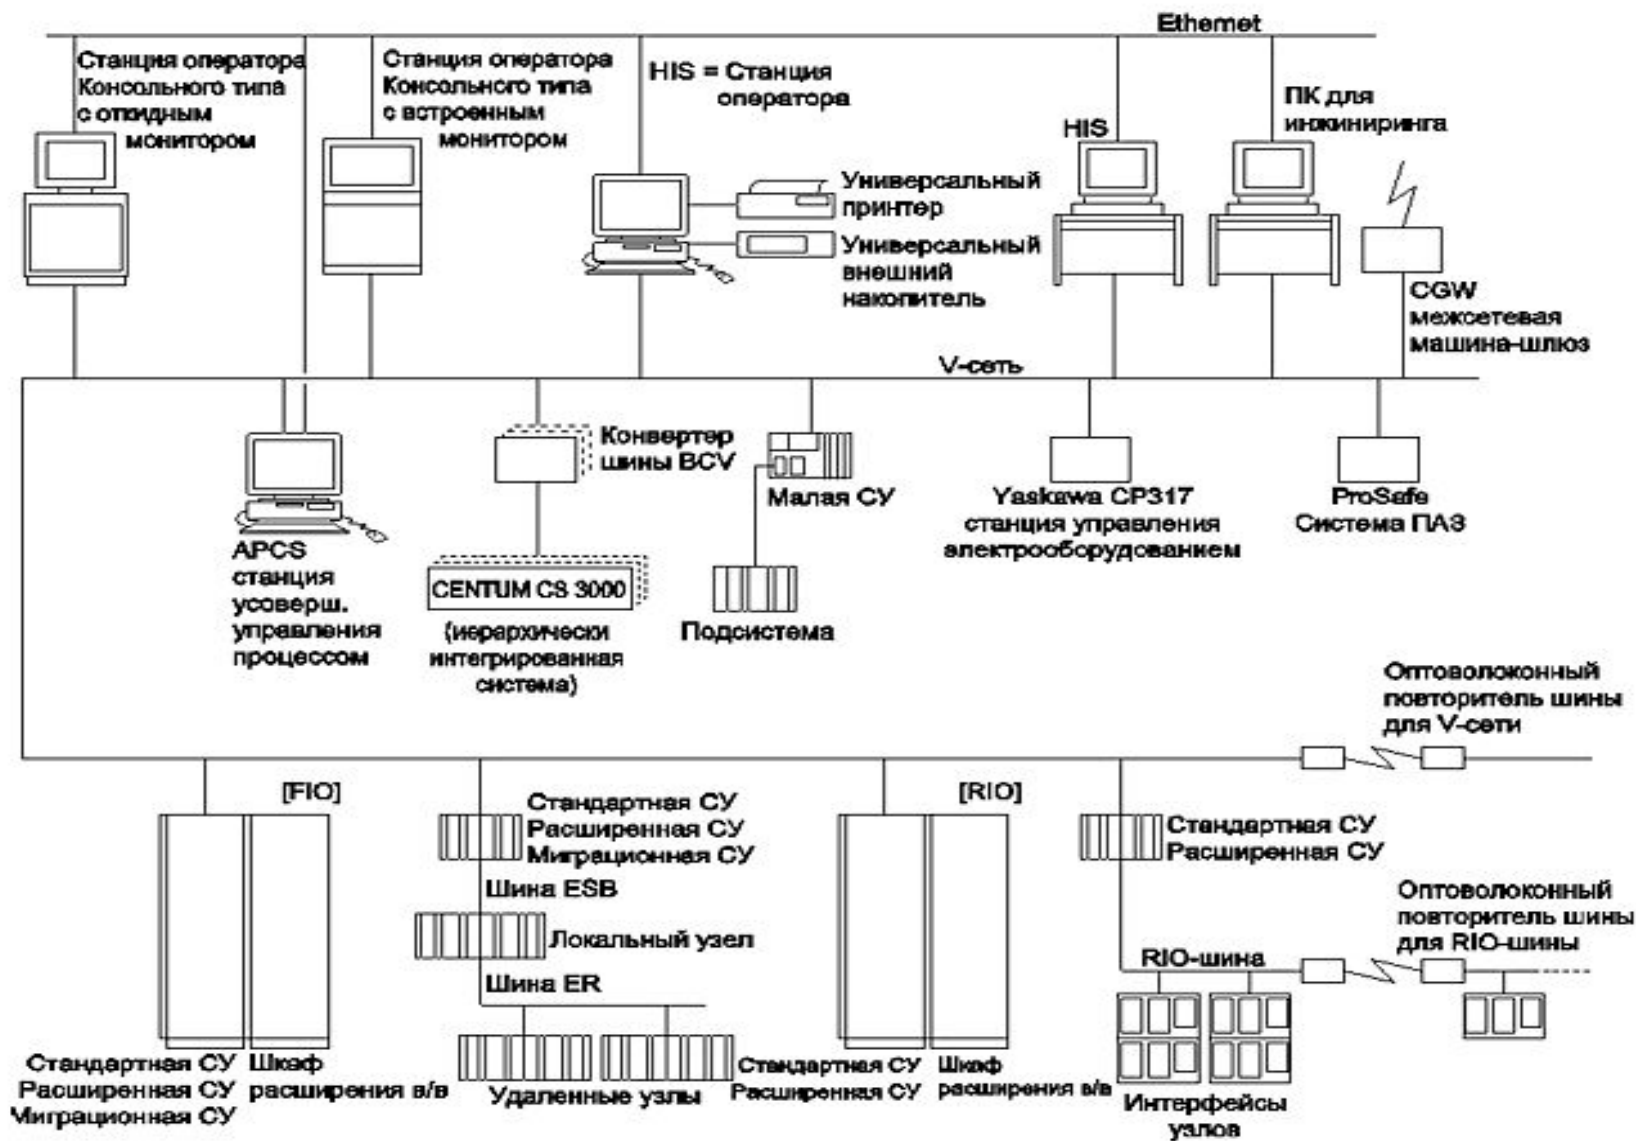 Ethernet
Станция оператора
Консольного типа
с откидным
монитором
Станция оператора
Консольного типа
с встроенным
монитором
HIS = Станция
оператора
Универсальный
принтер
Универсальный
внешний
накопитель
HIS
ПК для
инжиниринга
CGW
межсетевая
машина-шлюз
V-сеть
APCS
станция
усоверш.
управления
процессом
Конвертер
шины BCV
CENTUM CS 3000
(иерархически
интегрированная
система)
Малая СУ
Подсистема
Yaskawa CP317
станция управления
электрооборудованием
ProSafe
Система ПАЗ
Оптоволоконный
повторитель шины
для V-сети
[FIO]
Стандартная СУ
Расширенная СУ
Миграционная СУ
Шина ESB
Локальный узел
Шина ER
Удаленные узлы
Стандартная СУ
Расширенная СУ
Миграционная СУ
Шкаф
расширения в/в
[RIO]
Стандартная СУ
Расширенная СУ
Шкаф
расширения в/в
Стандартная СУ
Расширенная СУ
RIO-шина
Оптоволоконный
повторитель шины
для RIO-шины
Интерфейсы
узлов